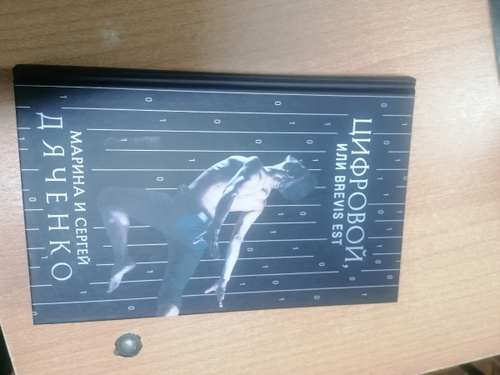 МАРИНА И СЕРГЕЙ
ДЯЧЕНКО
ЦИФРОВОЙ,
ИЛИ BREVIS EST